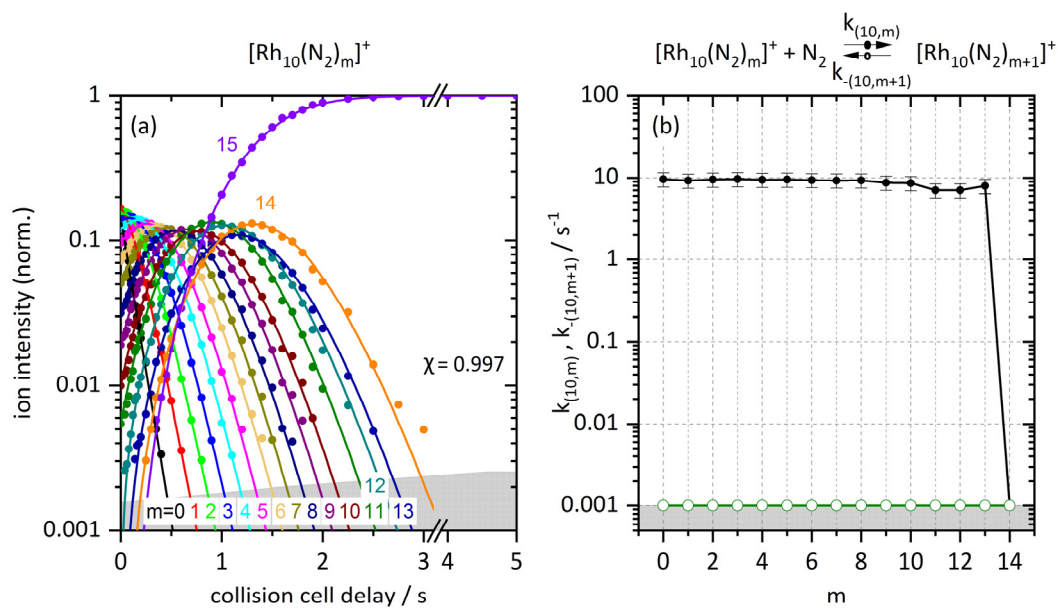 [Rh10(N2)m]+
(a)
15
14
χ = 0.997
12
m=0 1 2 3 4 5 6 7 8 9 10 11 13
1
0.1
0.01
0.001
ion intensity (norm.)
0 1 2 3 4 5
collision cell delay / s
[Rh10(N2)m]+ + N2 k(10,m) k-(10,m+1) [Rh10(N2)m+1]+
(b)
100
10
1
0.1
0.01
0.001
k(10,m) , k-(10,m+1) / s-1
0 2 4 6 8 10 12 14
m